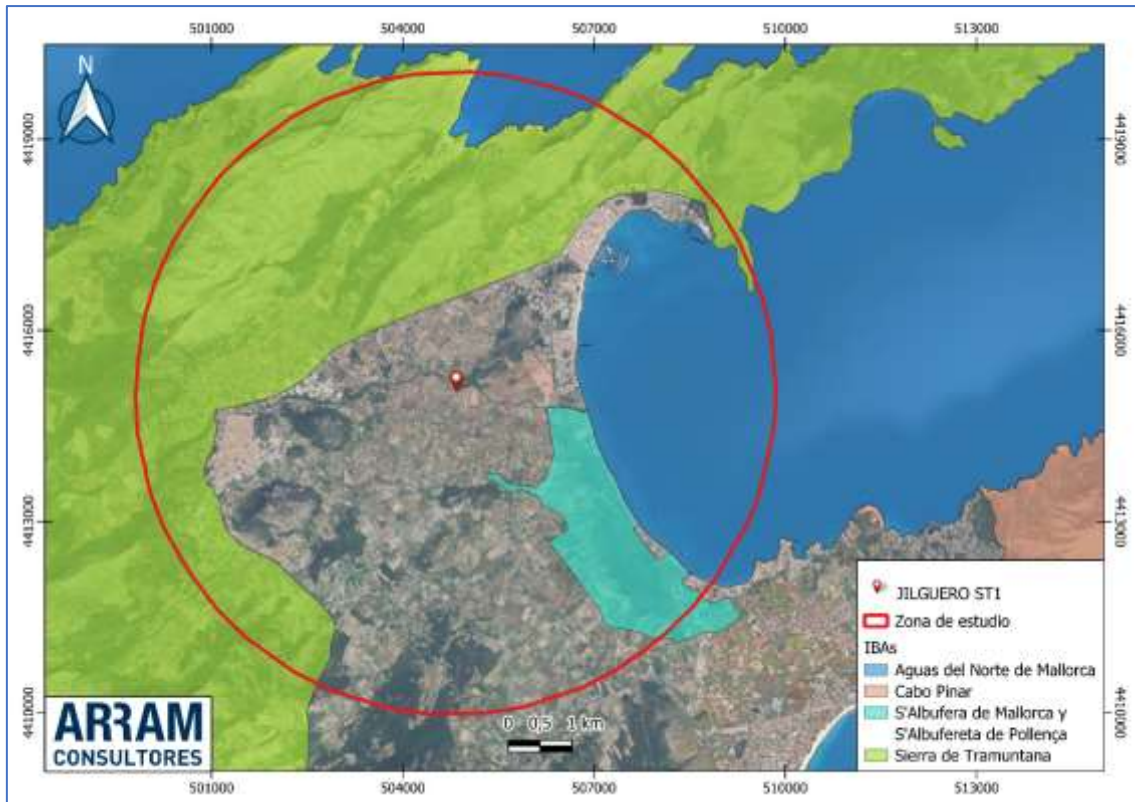 501000 504000 507000 510000 513000
N
4419000 4419000
4416000 4416000
4413000 4413000
4410000 4410000
JILGUERO ST1
Zona de estudio
IBAs
Aguas del Norte de Mallorca
Cabo Pinar
S'Albufera de Mallorca y
S'Albufereta de Pollença
Sierra de Tramuntana
0 0,5 1 km
ARRAM
CONSULTORES
501000 504000 507000 510000 513000